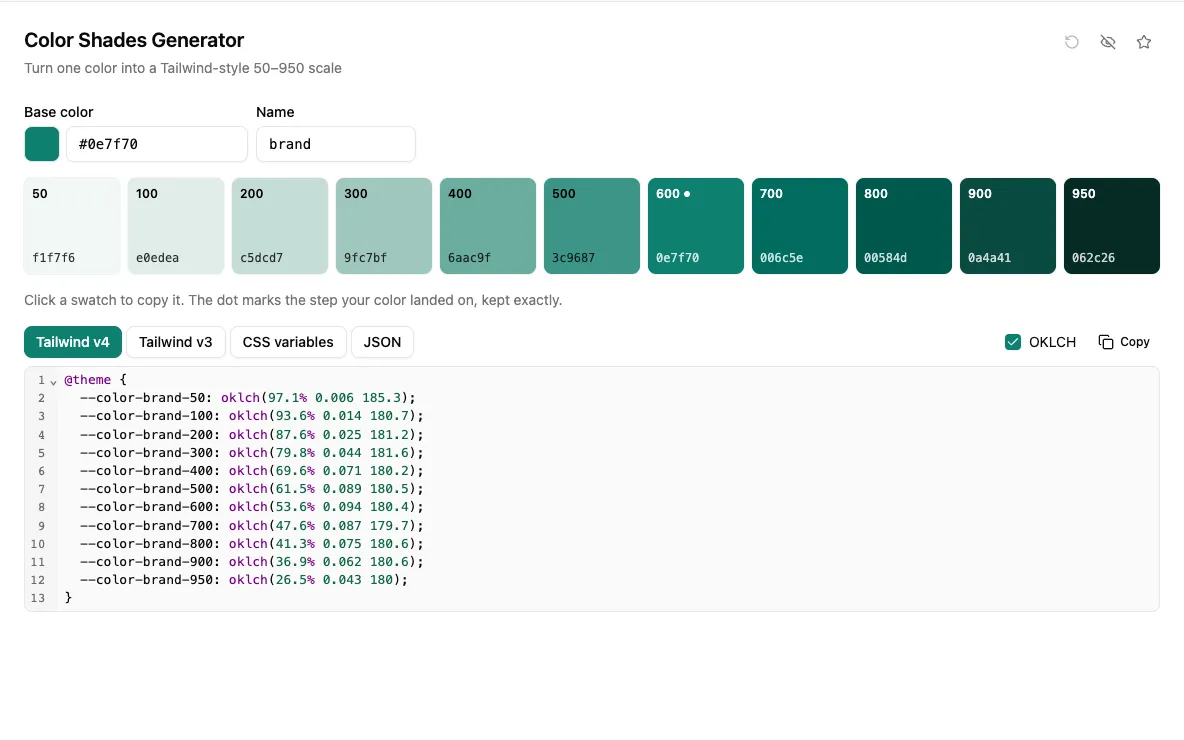 Color Shades Generator
Turn one color into a Tailwind-style 50–950 scale
Base color Name
#0e7f70 brand
50 100 200 300 400 500 600 700 800 900 950
f1f7f6 e0edea c5dcd7 9fc7bf 6aac9f 3c9687 0e7f70 006c5e 00584d 0a4a41 062c26
Click a swatch to copy it. The dot marks the step your color landed on, kept exactly.
Tailwind v4 Tailwind v3 CSS variables JSON OKLCH Copy
1 @theme {
2 --color-brand-50: oklch(97.1% 0.006 185.3);
3 --color-brand-100: oklch(93.6% 0.014 180.7);
4 --color-brand-200: oklch(87.6% 0.025 181.2);
5 --color-brand-300: oklch(79.8% 0.044 181.6);
6 --color-brand-400: oklch(69.6% 0.071 180.2);
7 --color-brand-500: oklch(61.5% 0.089 180.5);
8 --color-brand-600: oklch(53.6% 0.094 180.4);
9 --color-brand-700: oklch(47.6% 0.087 179.7);
10 --color-brand-800: oklch(41.3% 0.075 180.6);
11 --color-brand-900: oklch(36.9% 0.062 180.6);
12 --color-brand-950: oklch(26.5% 0.043 180);
13 }